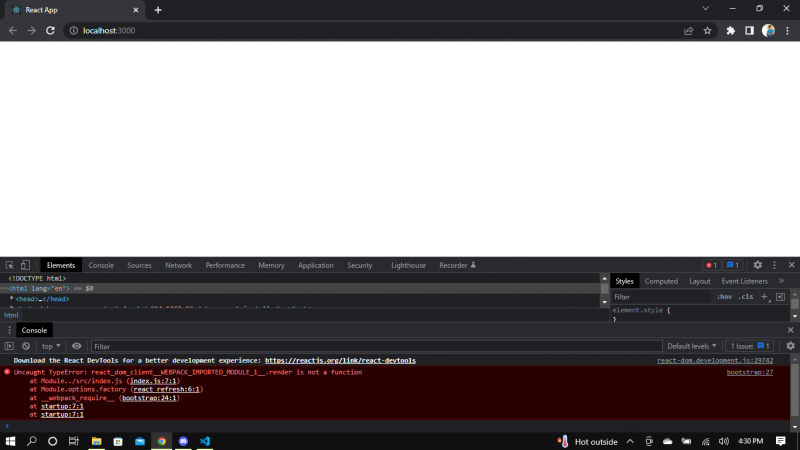 React App
localhost:3000
Elements Console Sources Network Performance Memory Application Security Lighthouse Recorder 1 1
<!DOCTYPE html>
<html lang="en"> == $0
<head>…</head>
html
Styles Computed Layout Event Listeners
Filter :hov .cls
element.style {
}
Console
top Filter Default levels 1 Issue: 1
Download the React DevTools for a better development experience: https://reactjs.org/link/react-devtools react-dom.development.js:29742
Uncaught TypeError: react_dom_client__WEBPACK_IMPORTED_MODULE_1__.render is not a function bootstrap:27
at Module../src/index.js (index.js:7:1)
at Module.options.factory (react refresh:6:1)
at __webpack_require__ (bootstrap:24:1)
at startup:7:1
at startup:7:1
Hot outside 4:30 PM